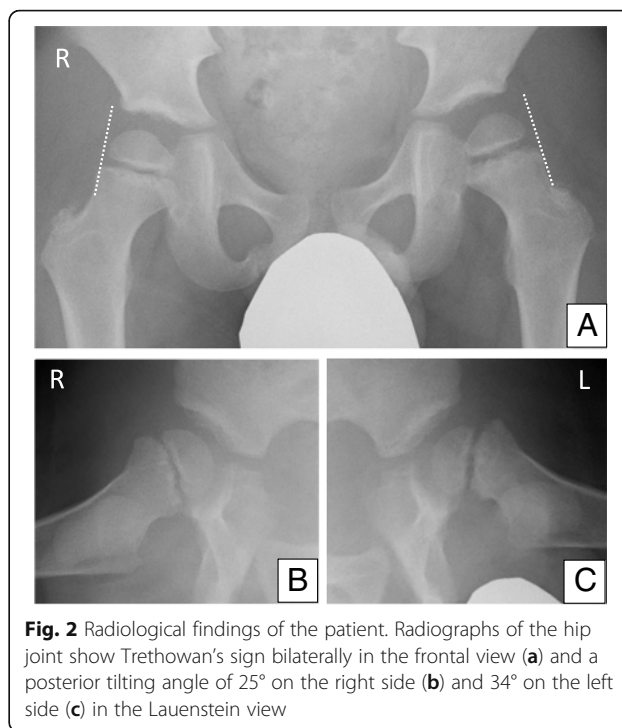 R
A
R
L
B
C
Fig. 2 Radiological findings of the patient. Radiographs of the hip
joint show Trethowan's sign bilaterally in the frontal view (a) and a
posterior tilting angle of 25° on the right side (b) and 34° on the left
side (c) in the Lauenstein view